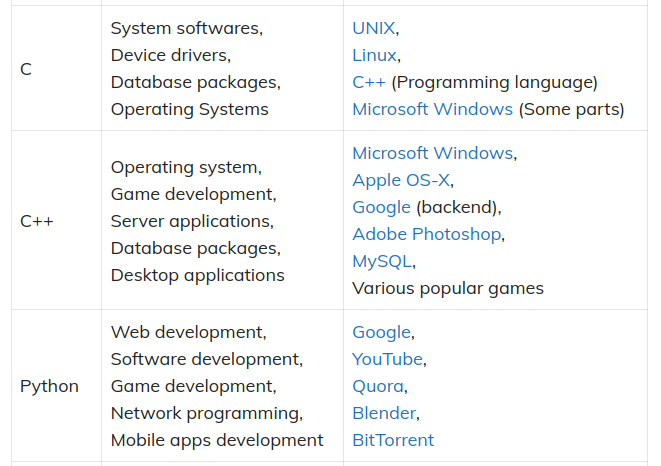 C
System softwares,
Device drivers,
Database packages,
Operating Systems
UNIX,
Linux,
C++ (Programming language)
Microsoft Windows (Some parts)
C++
Operating system,
Game development,
Server applications,
Database packages,
Desktop applications
Microsoft Windows,
Apple OS-X,
Google (backend),
Adobe Photoshop,
MySQL,
Various popular games
Python
Web development,
Software development,
Game development,
Network programming,
Mobile apps development
Google,
YouTube,
Quora,
Blender,
BitTorrent